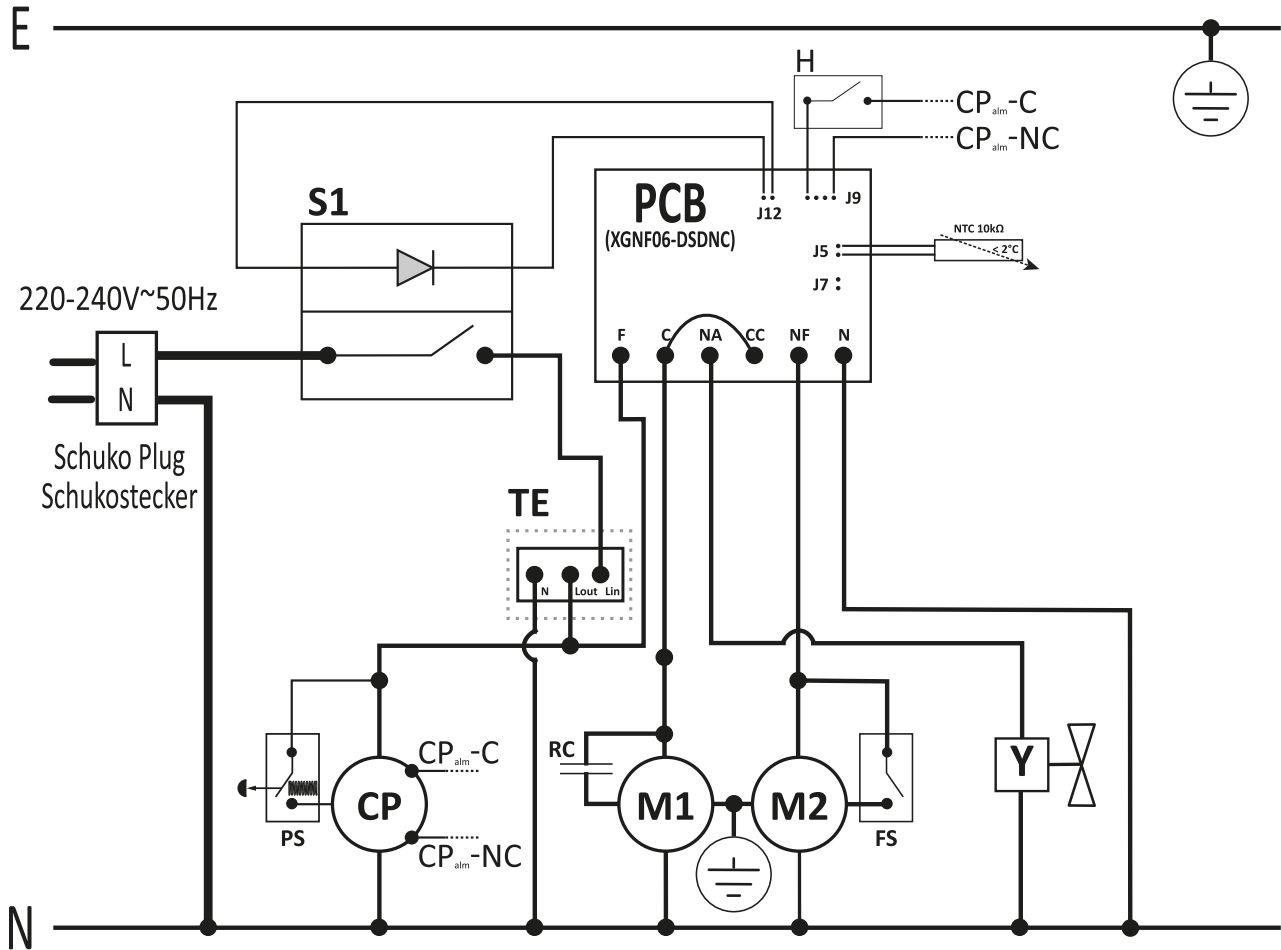 E
H
CPalm-C
CPalm-NC
S1
PCB
(XGNF06-DSDNC)
J12
J9
NTC 10kΩ
< 2°C
J5
J7
220-240V~50Hz
F C NA CC NF N
L
N
Schuko Plug
Schukostecker
TE
N Lout Lin
CPalm-C
RC
Y
CP
M1
M2
PS
FS
CPalm-NC
N